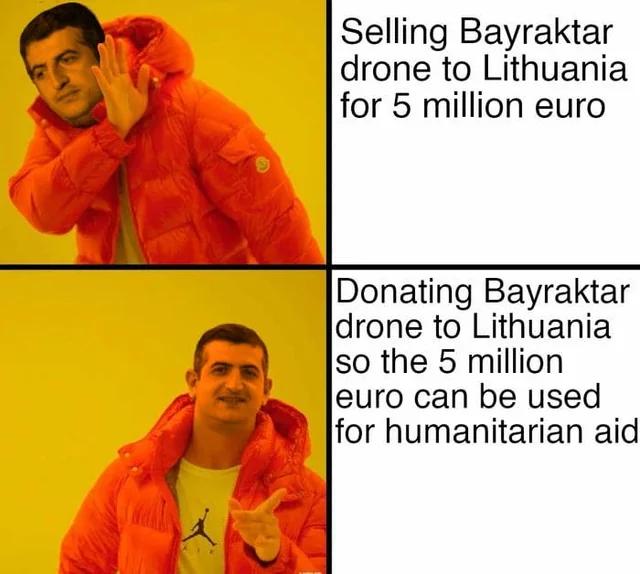 Selling Bayraktar
drone to Lithuania
for 5 million euro
Donating Bayraktar
drone to Lithuania
so the 5 million
euro can be used
for humanitarian aid